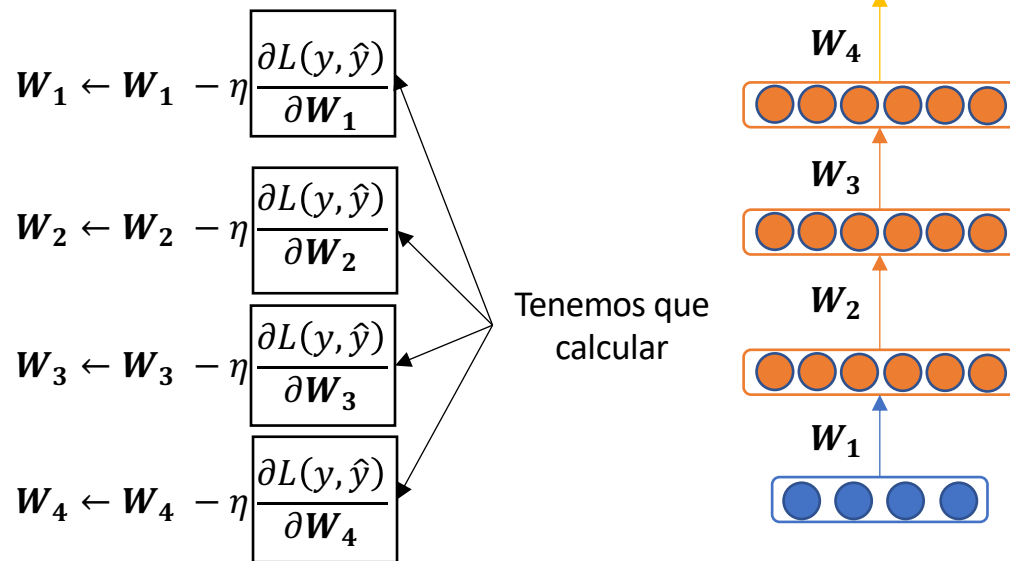 W₁ ← W₁ − η ∂L(y, ŷ) / ∂W₁
W₂ ← W₂ − η ∂L(y, ŷ) / ∂W₂
W₃ ← W₃ − η ∂L(y, ŷ) / ∂W₃
W₄ ← W₄ − η ∂L(y, ŷ) / ∂W₄
Tenemos que
calcular
W₄
W₃
W₂
W₁